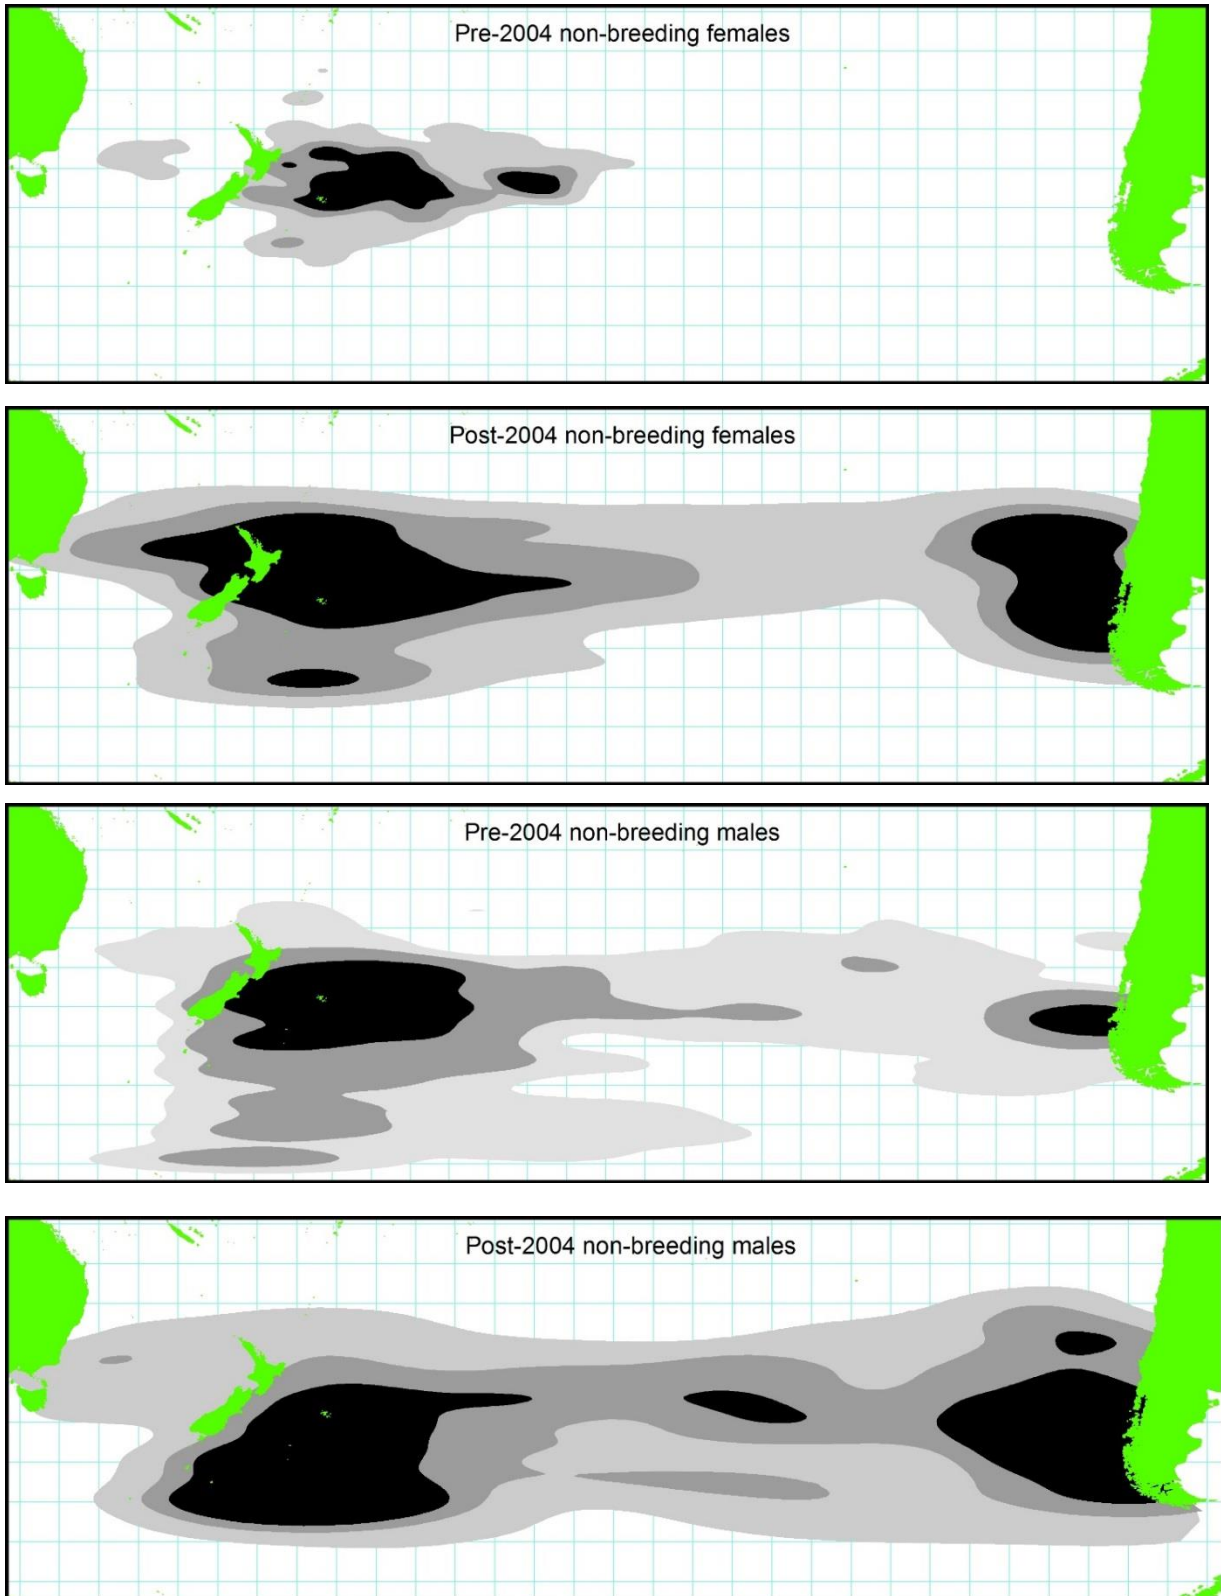 Pre-2004 non-breeding females
Post-2004 non-breeding females
Pre-2004 non-breeding males
Post-2004 non-breeding males